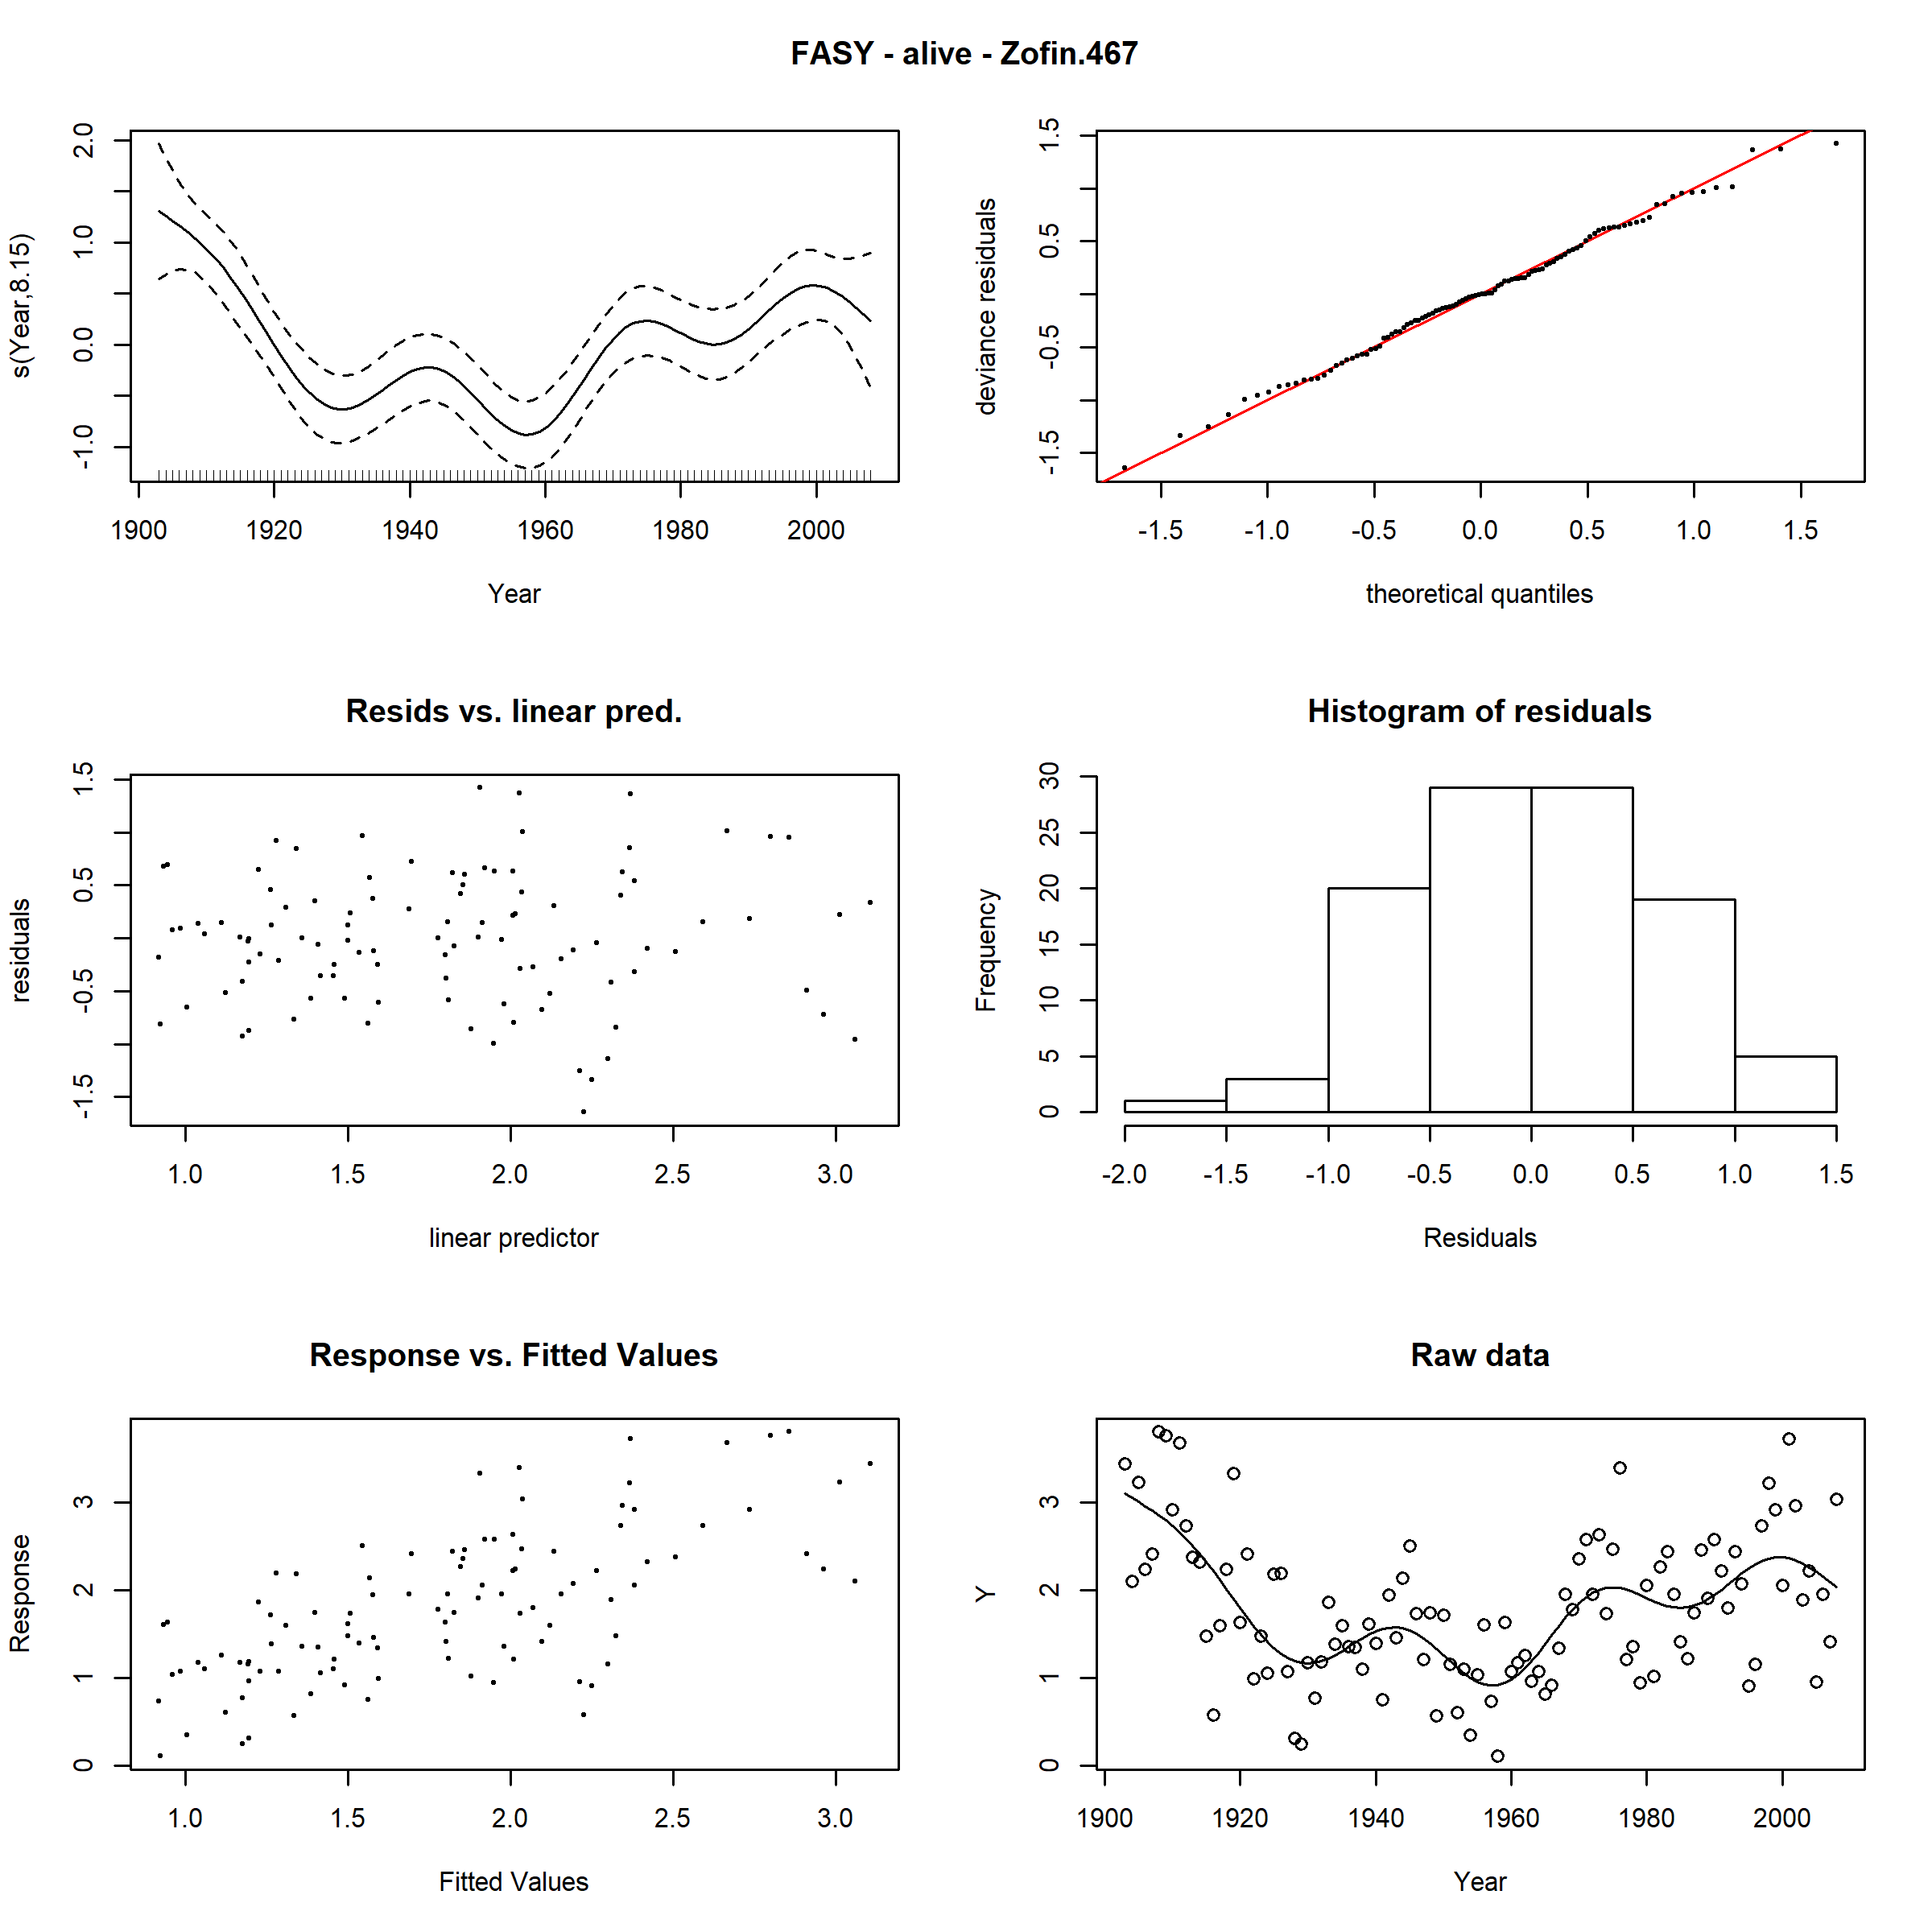 FASY - alive - Zofin.467
s(Year,8.15)
-1.0 0.0 1.0 2.0
1900 1920 1940 1960 1980 2000
Year
deviance residuals
-1.5 -0.5 0.5 1.5
-1.5 -1.0 -0.5 0.0 0.5 1.0 1.5
theoretical quantiles
Resids vs. linear pred.
residuals
-1.5 -0.5 0.5 1.5
1.0 1.5 2.0 2.5 3.0
linear predictor
Histogram of residuals
Frequency
0 5 10 15 20 25 30
-2.0 -1.5 -1.0 -0.5 0.0 0.5 1.0 1.5
Residuals
Response vs. Fitted Values
Response
0 1 2 3
1.0 1.5 2.0 2.5 3.0
Fitted Values
Raw data
Y
0 1 2 3
1900 1920 1940 1960 1980 2000
Year